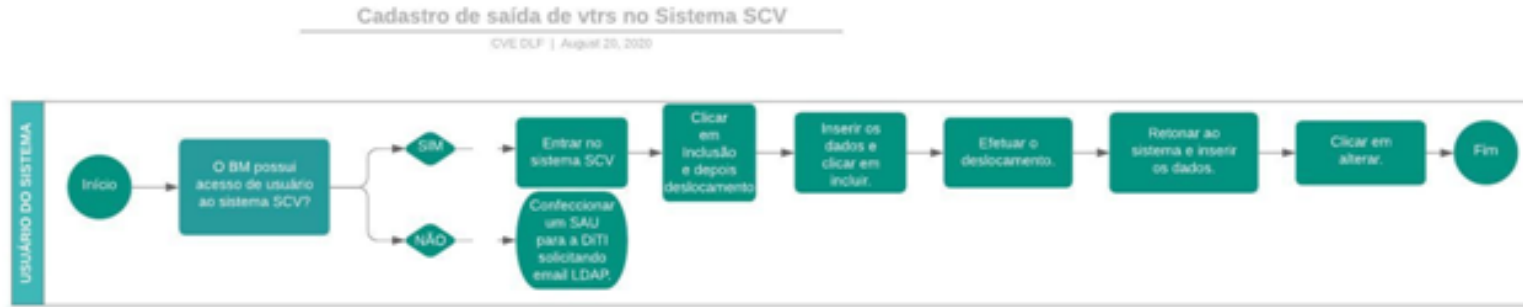 Cadastro de saída de vtrs no Sistema SCV
CVE DLF | August 20, 2020
USUÁRIO DO SISTEMA
Início
O BM possui
acesso de usuário
ao sistema SCV?
SIM
Entrar no
sistema SCV
Clicar
em
Inclusão
e depois
deslocamento
Inserir os
dados e
clicar em
incluir.
Efetuar o
deslocamento.
Retonar ao
sistema e inserir
os dados.
Clicar em
alterar.
Fim
NÃO
Confeccionar
um SAU
para a DiTI
solicitando
email LDAP.